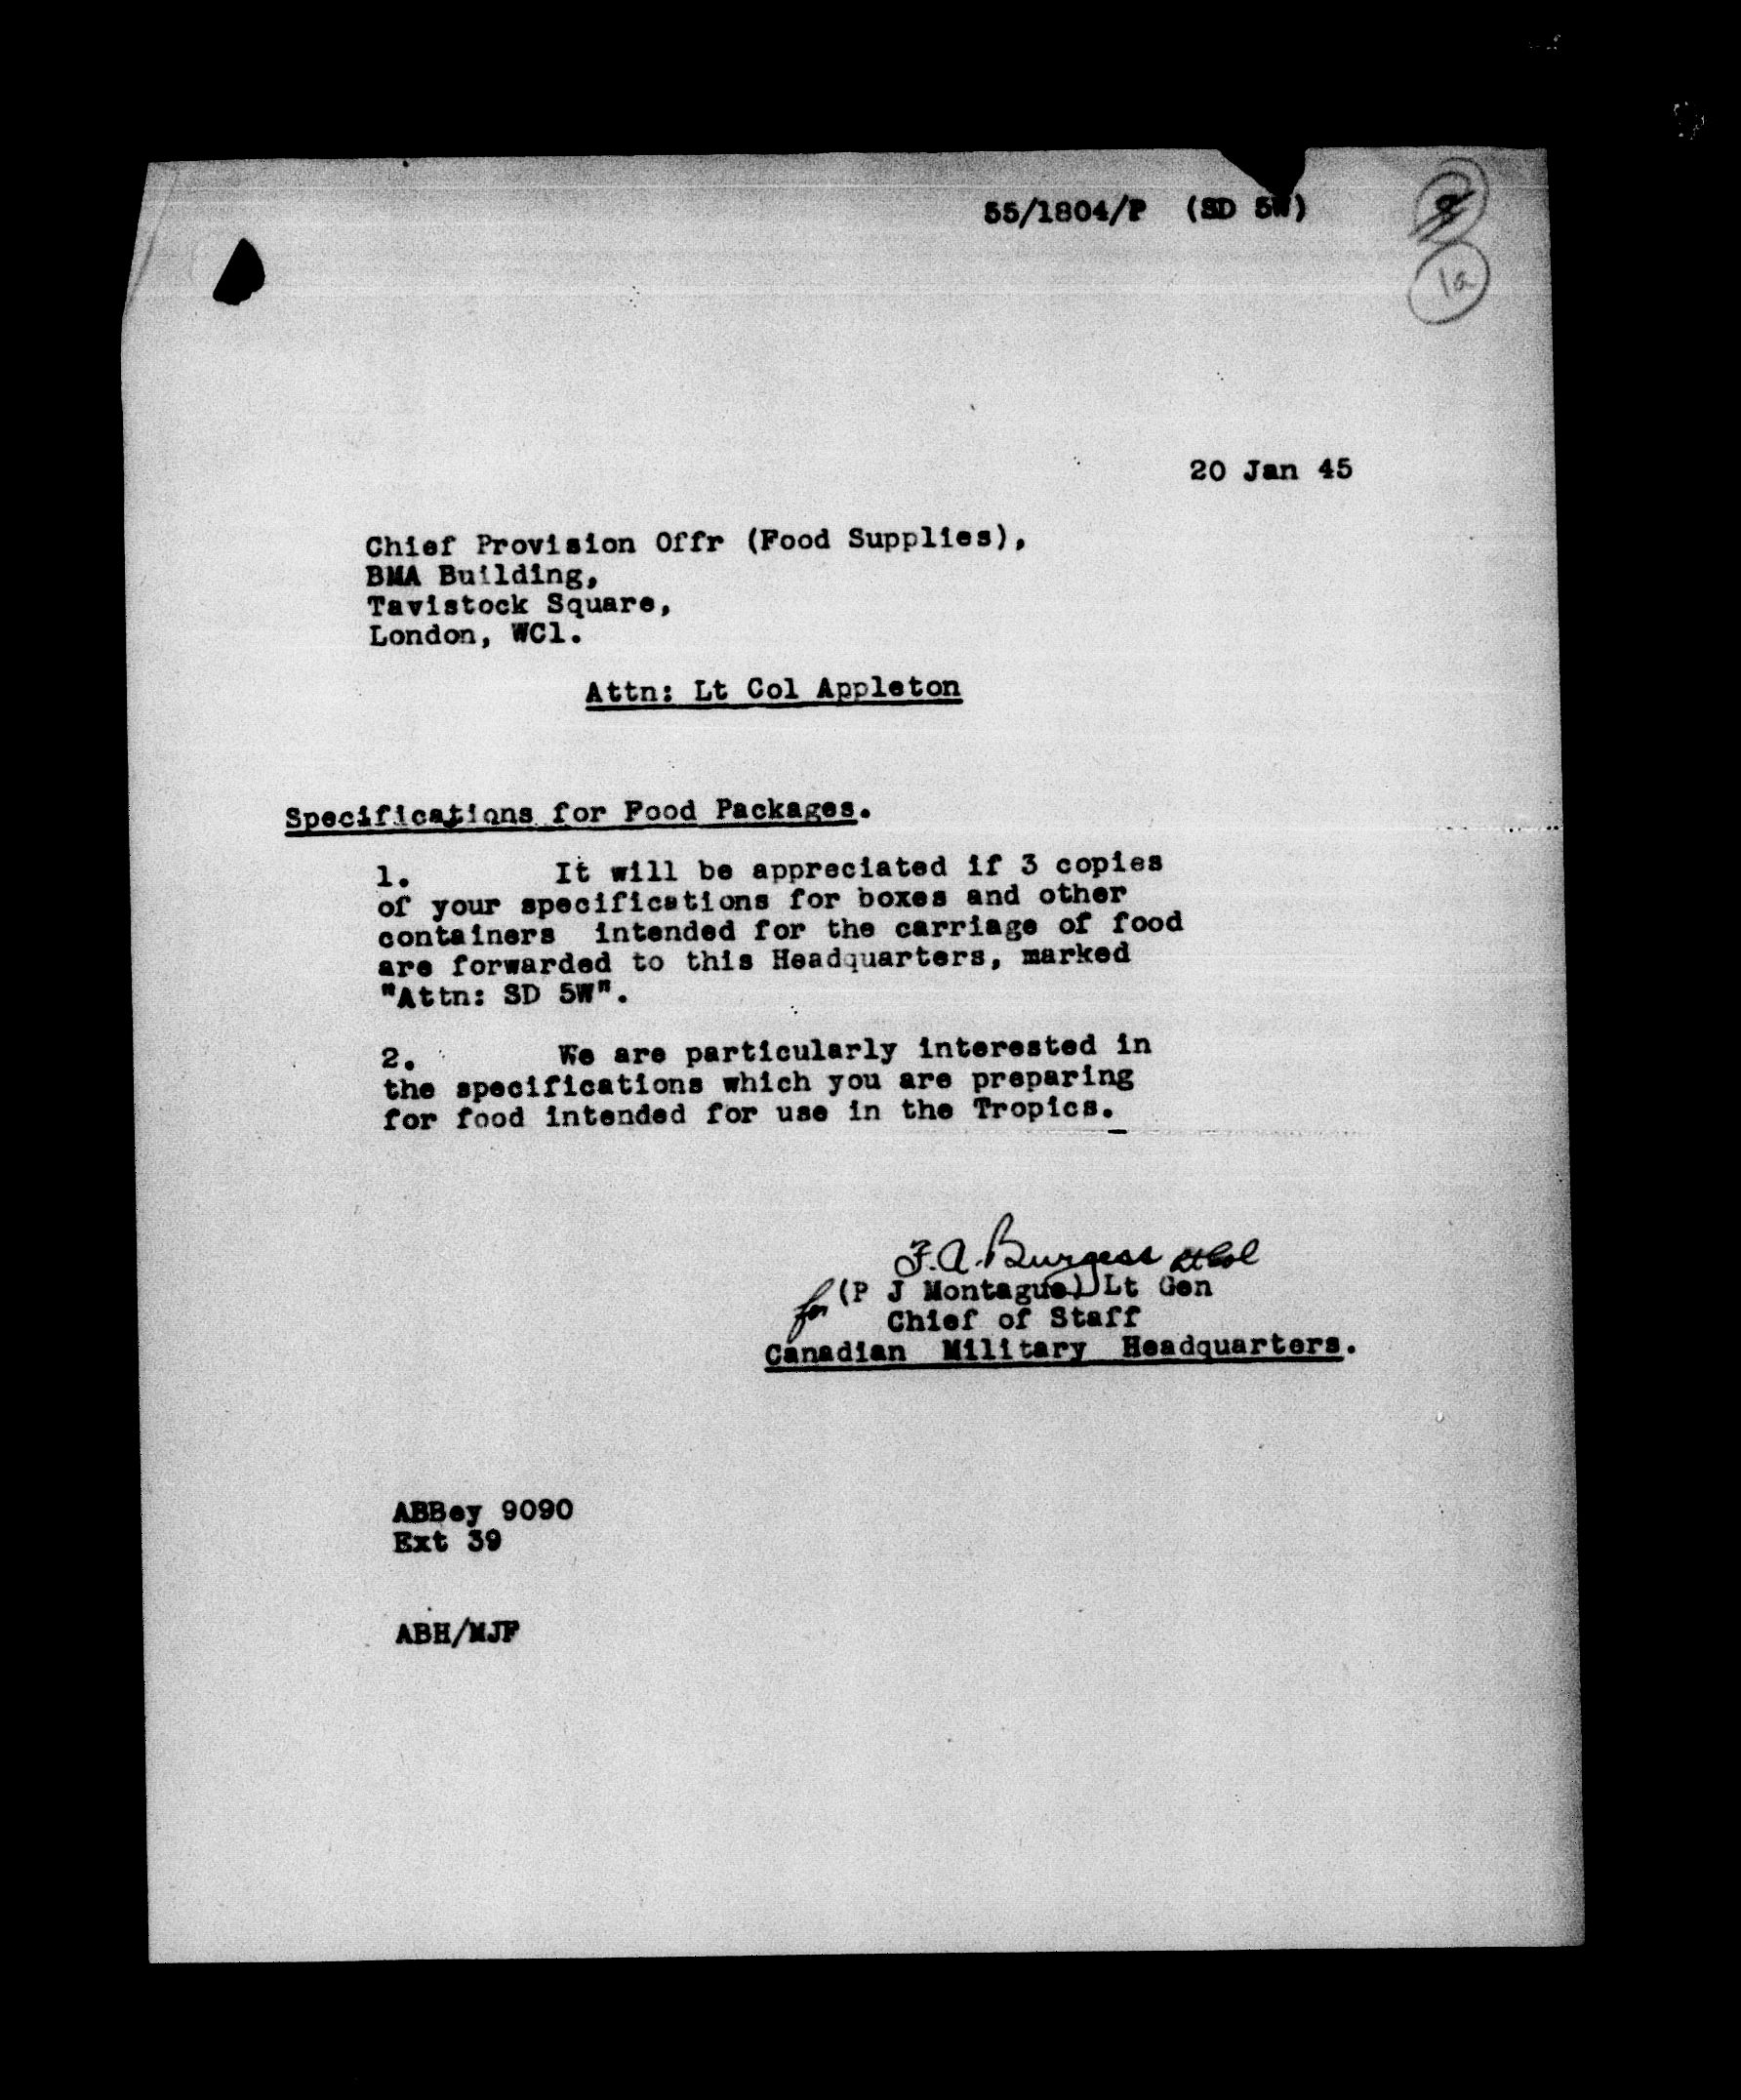 55/1804/P (SD 5W)
1a
20 Jan 45
Chief Provision Offr (Food Supplies),
BMA Building,
Tavistock Square,
London, WC1.
Attn: Lt Col Appleton
Specifications for Food Packages.
1. It will be appreciated if 3 copies
of your specifications for boxes and other
containers intended for the carriage of food
are forwarded to this Headquarters, marked
"Attn: SD 5W".
2. We are particularly interested in
the specifications which you are preparing
for food intended for use in the Tropics.
F.A. Burgess Lt Col
for (P J Montague) Lt Gen
Chief of Staff
Canadian Military Headquarters.
ABBey 9090
Ext 39
ABH/MJF